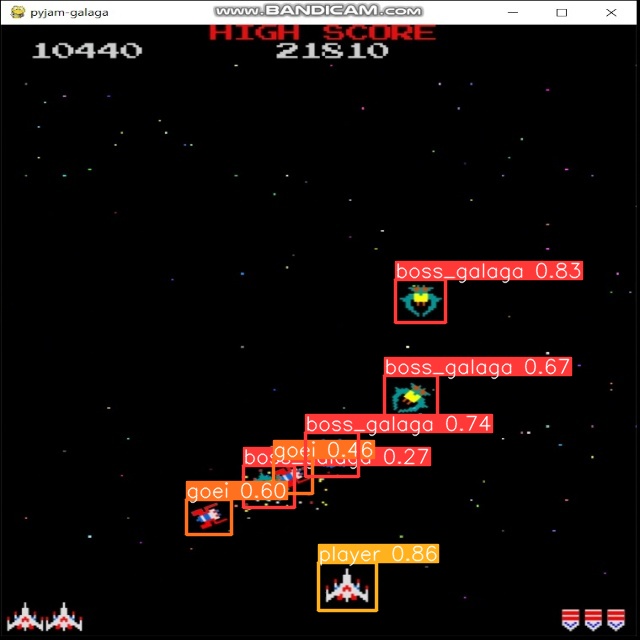 pyjam-galaga
www.BANDICAM.com
HIGH SCORE
10440
21810
boss_galaga 0.83
boss_galaga 0.67
boss_galaga 0.74
goei 0.46
0.27
goei 0.60
player 0.86